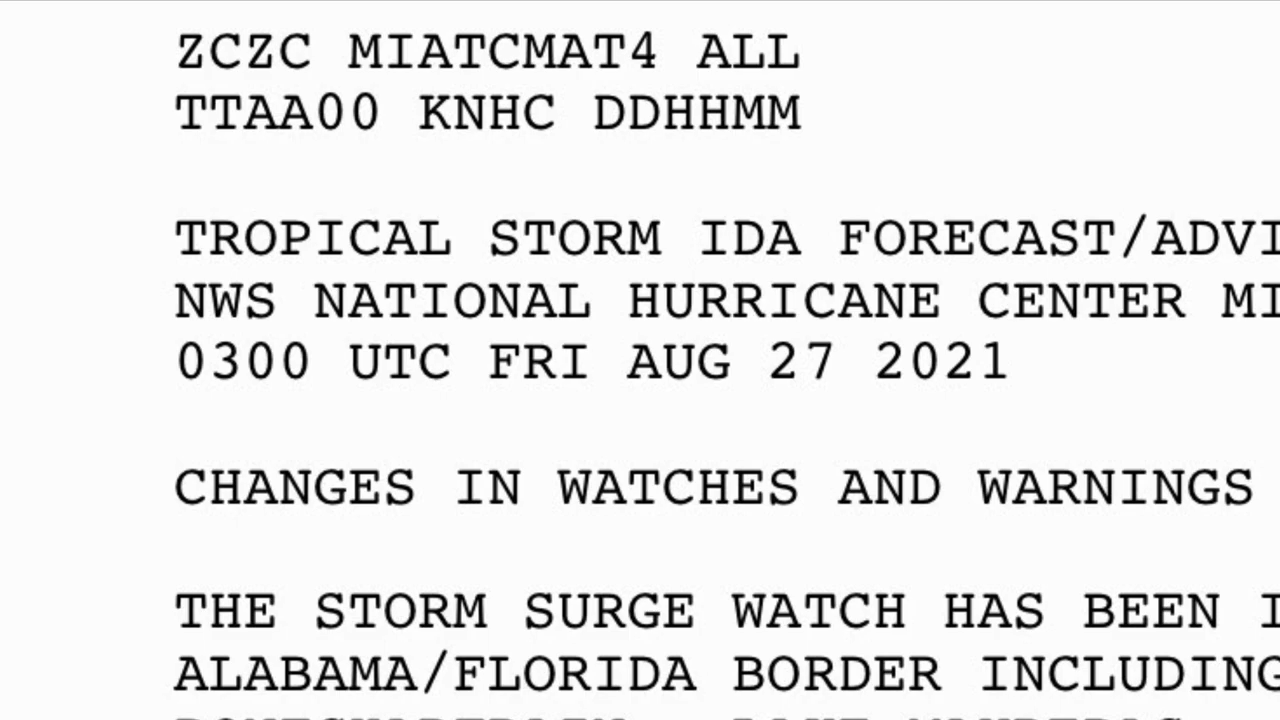 ZCZC MIATCMAT4 ALL
TTAA00 KNHC DDHHMM
TROPICAL STORM IDA FORECAST/ADVI
NWS NATIONAL HURRICANE CENTER MI
0300 UTC FRI AUG 27 2021
CHANGES IN WATCHES AND WARNINGS
THE STORM SURGE WATCH HAS BEEN I
ALABAMA/FLORIDA BORDER INCLUDING